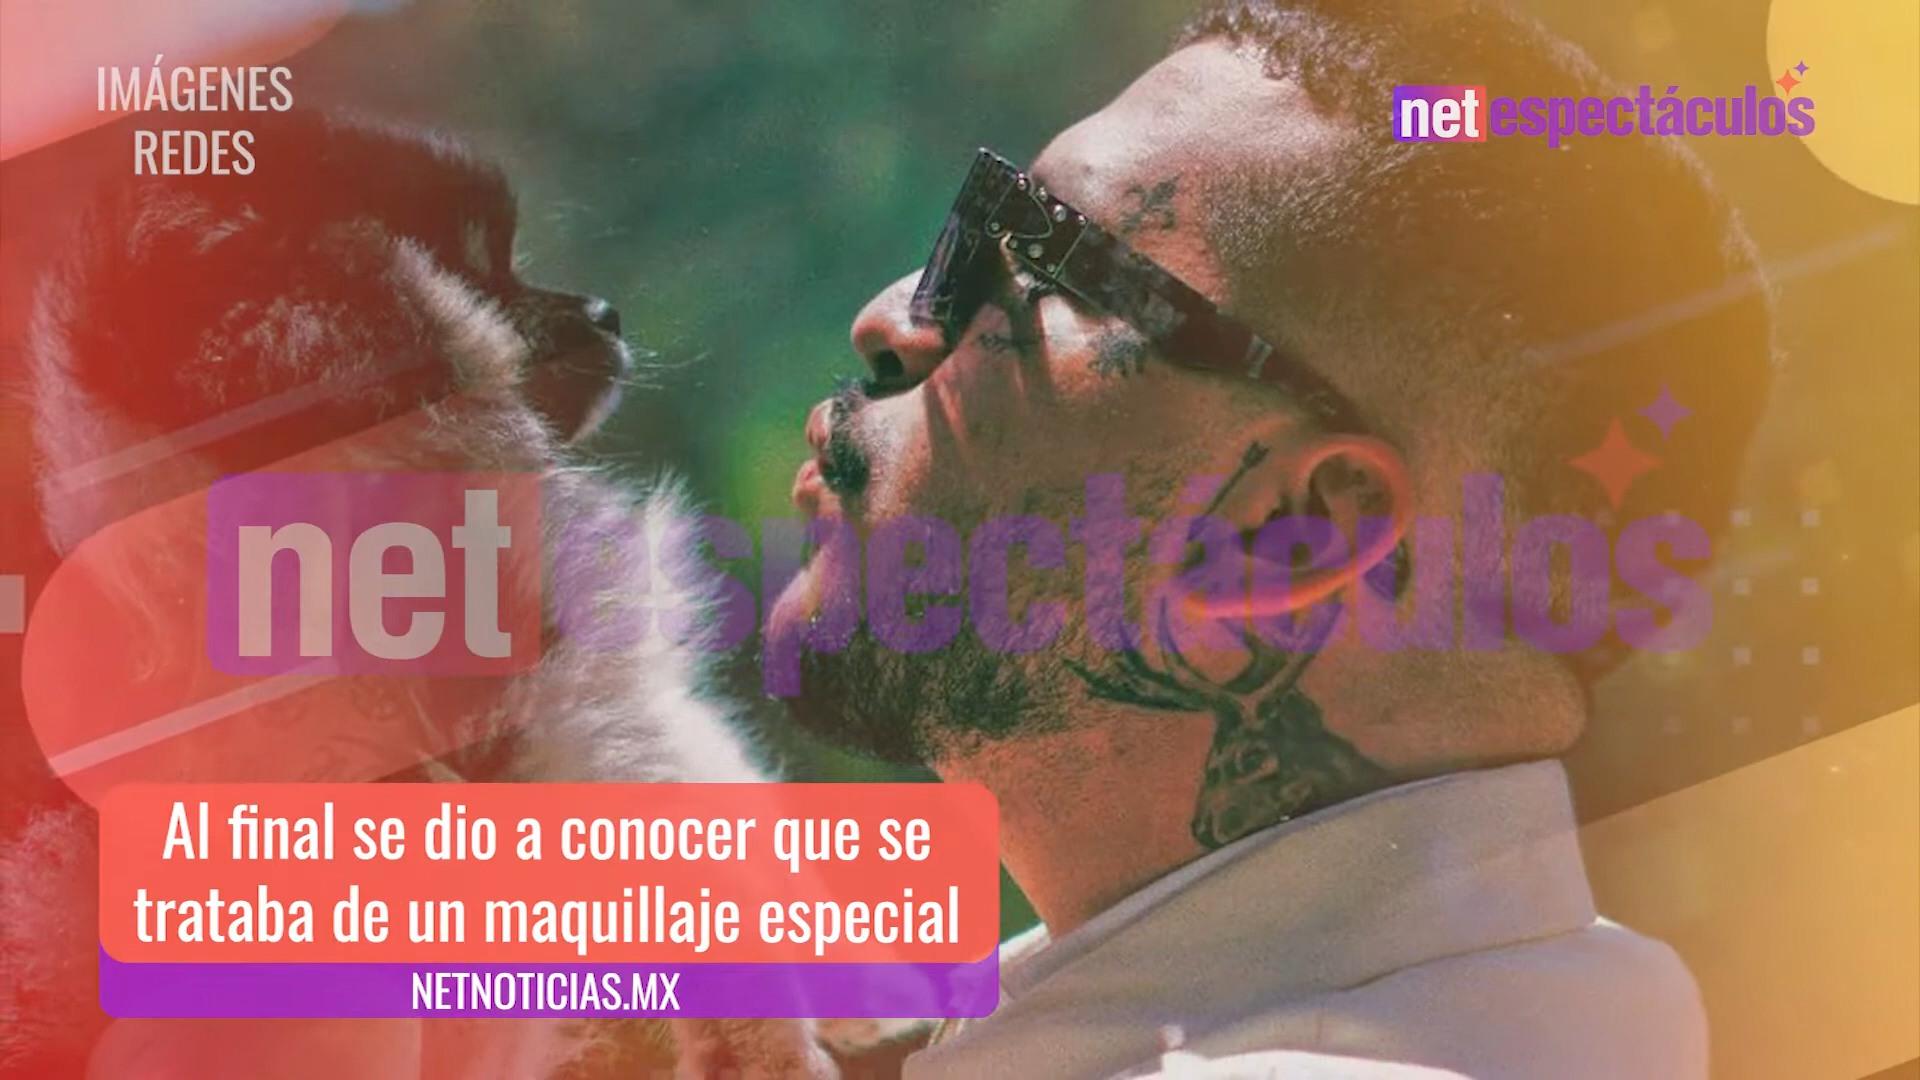 IMÁGENES
REDES
net espectáculos
net espectáculos
Al final se dio a conocer que se
trataba de un maquillaje especial
NETNOTICIAS.MX